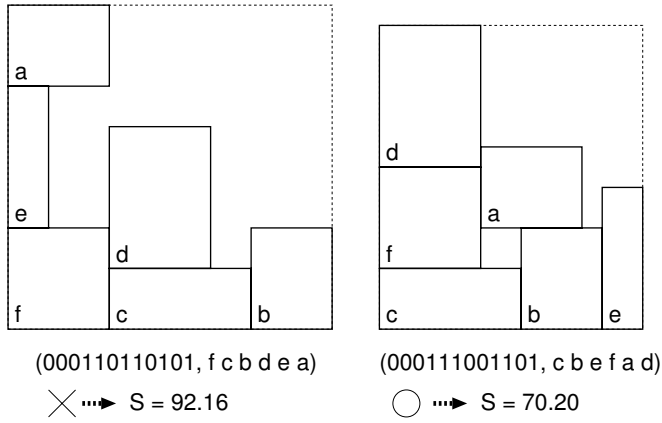 a
e
d
f
c
b
(000110110101, f c b d e a)
S = 92.16
d
a
f
c
b
e
(000111001101, c b e f a d)
S = 70.20